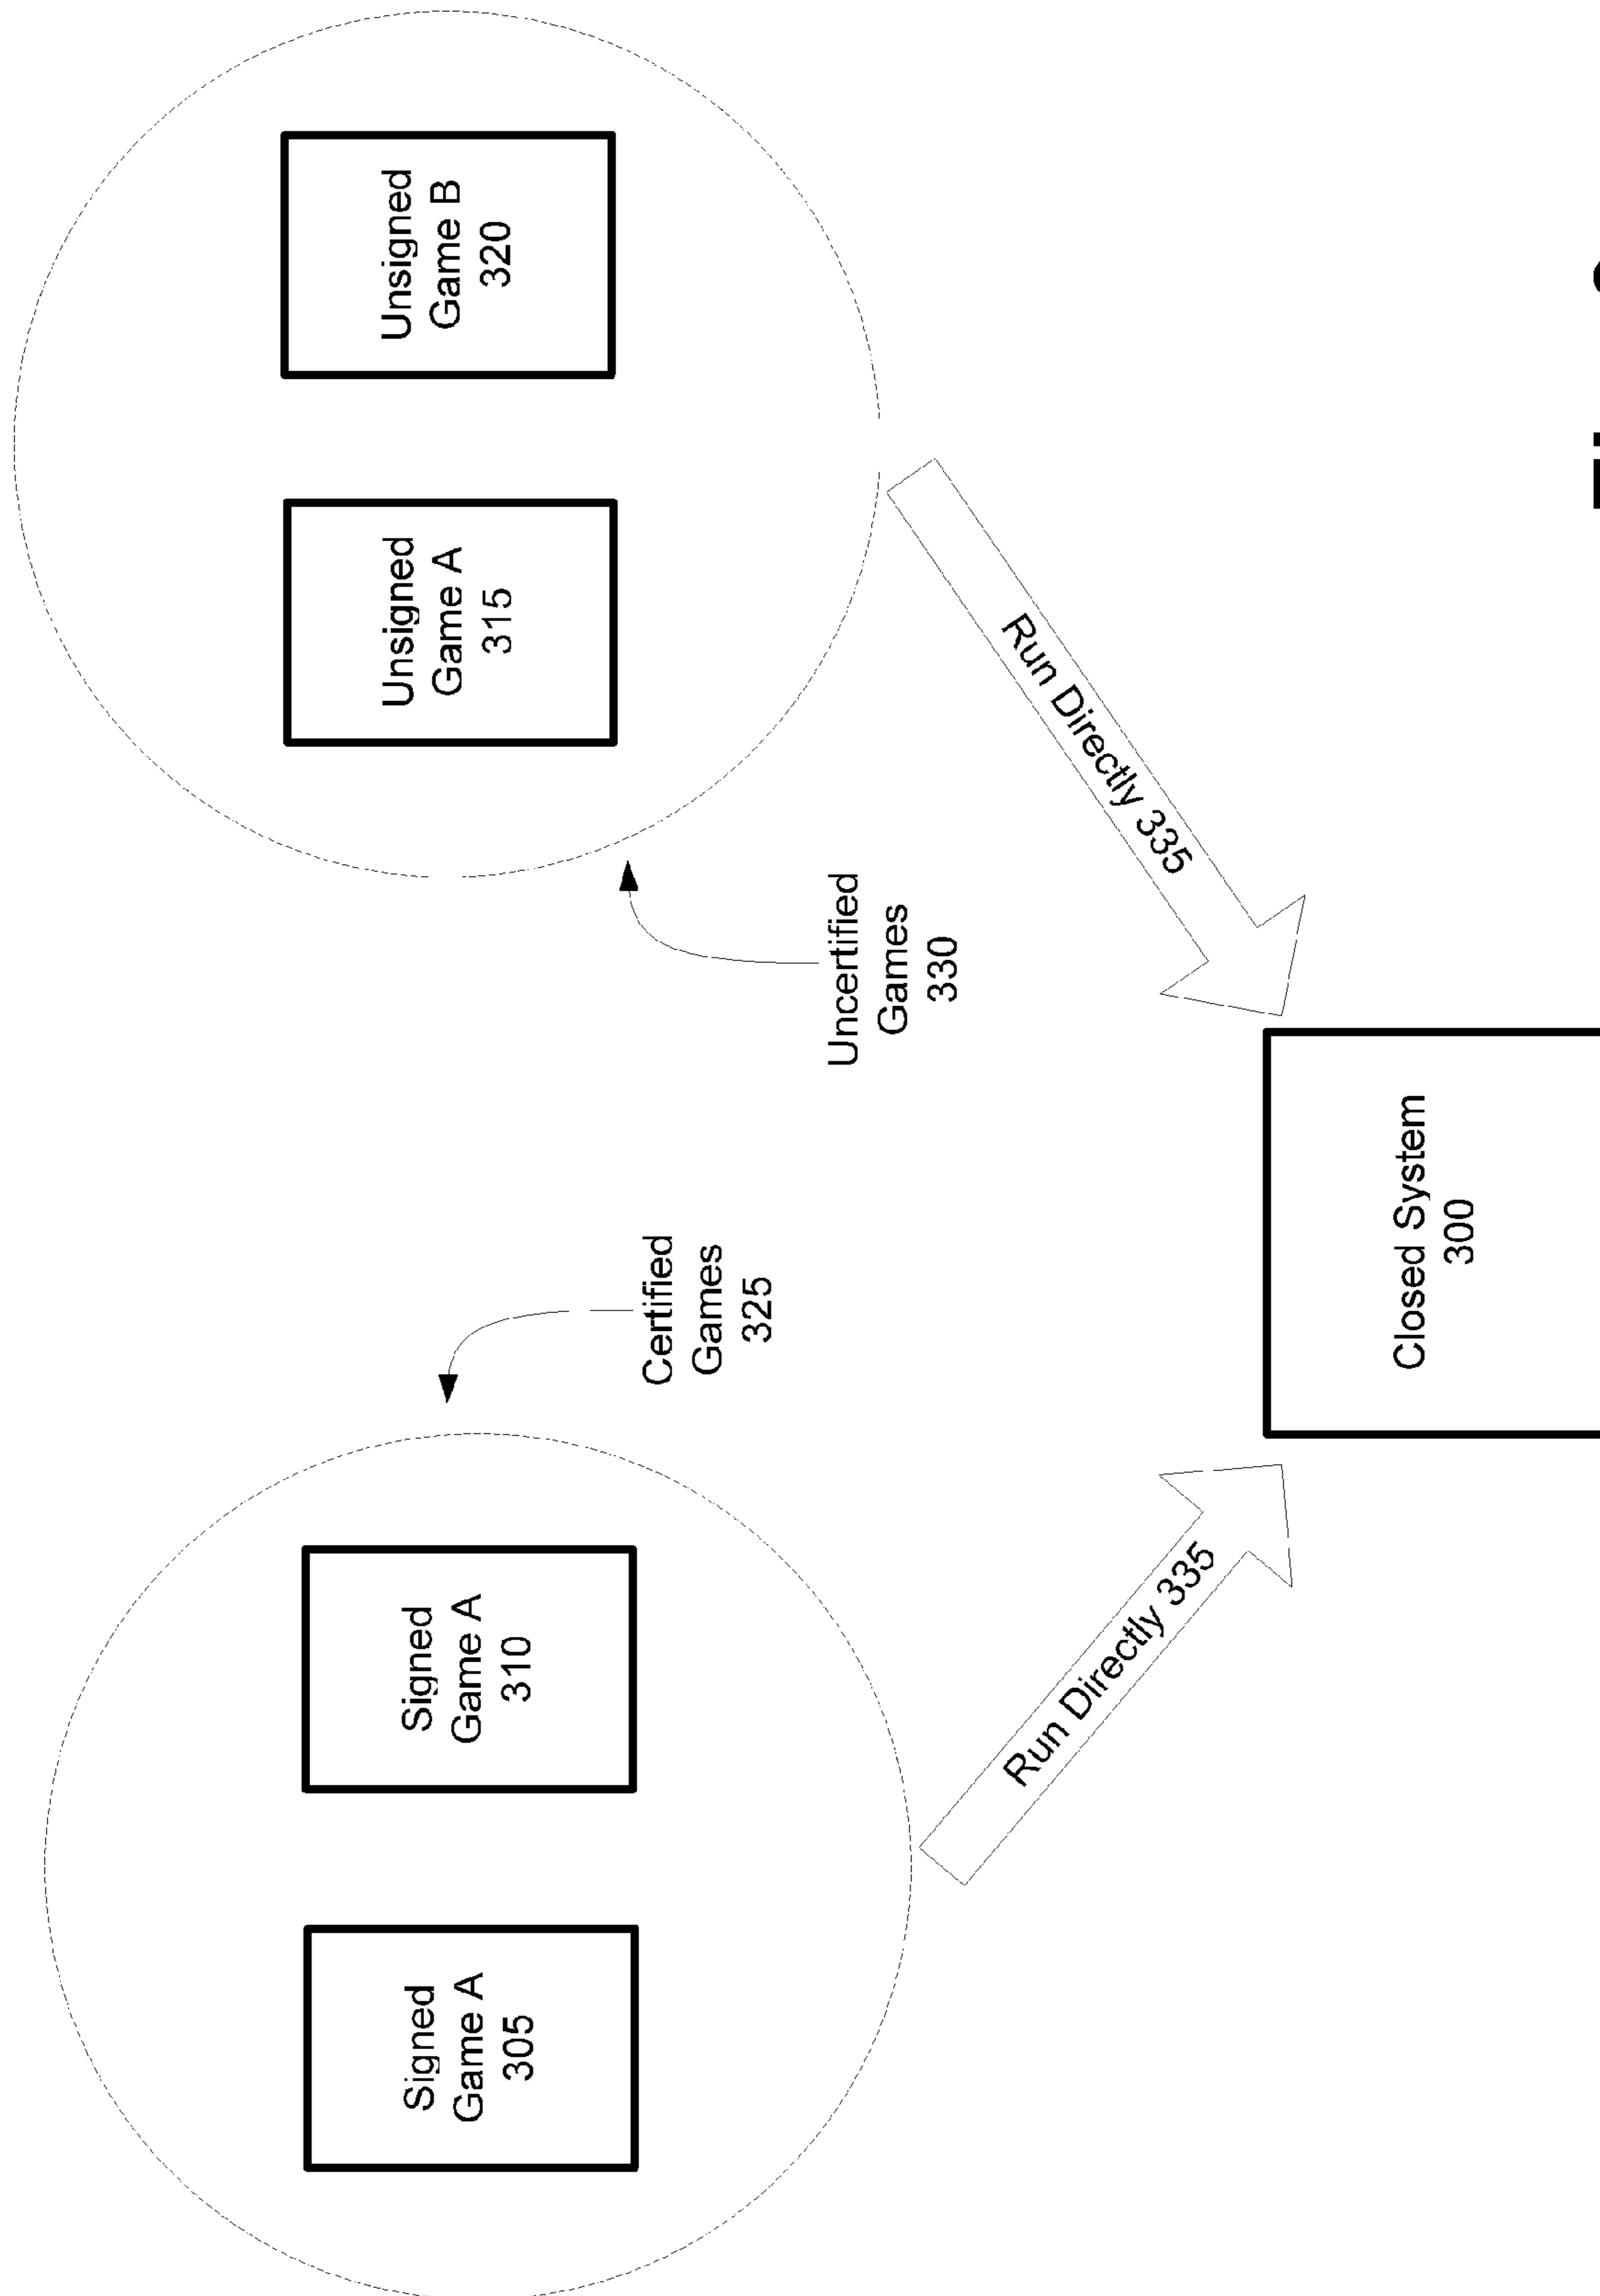 Signed
Game A
305
Signed
Game A
310
Unsigned
Game A
315
Unsigned
Game B
320
Certified
Games
325
Uncertified
Games
330
Run Directly 335
Run Directly 335
Closed System
300